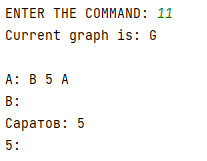 ENTER THE COMMAND: 11
Current graph is: G
A: B 5 A
B:
Саратов: 5
5: